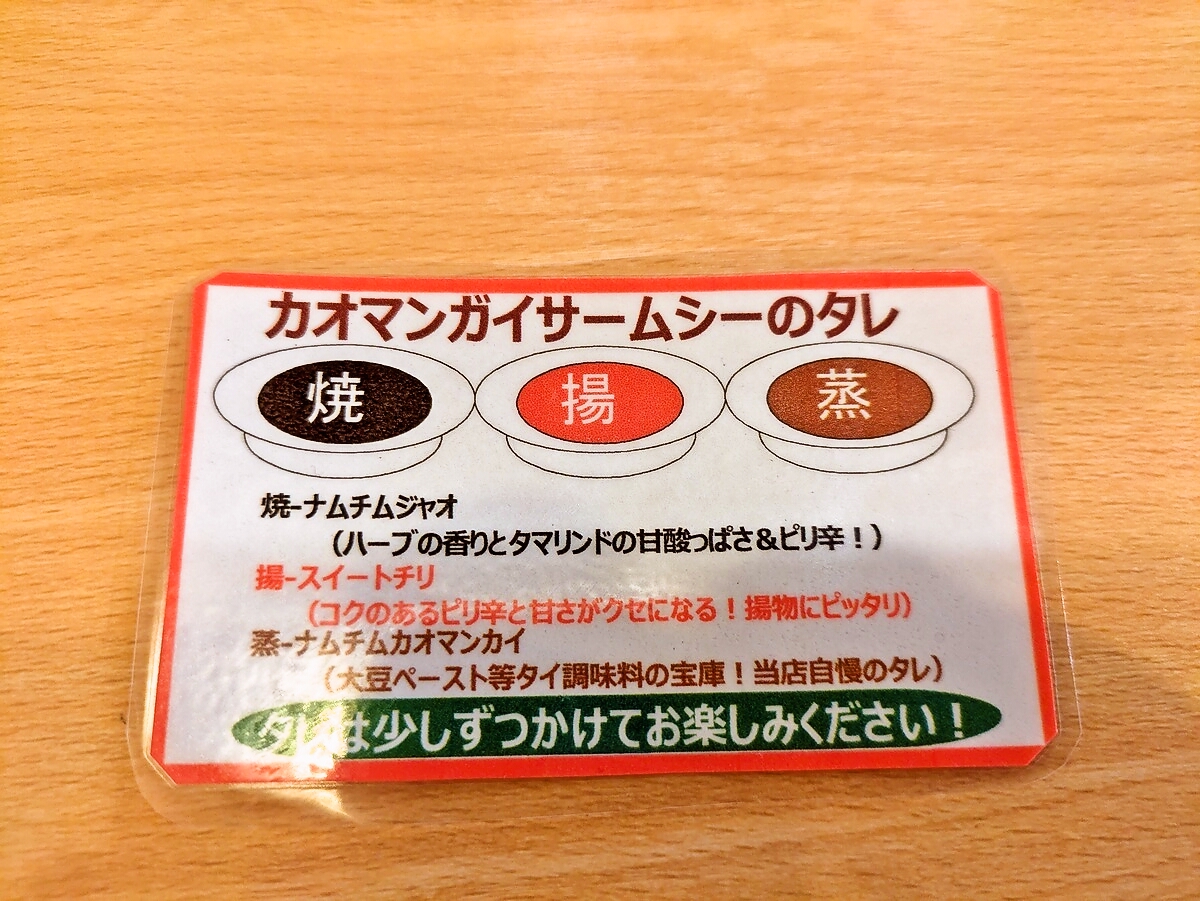 カオマンガイサームシーのタレ
焼 揚 蒸
焼-ナムチムジャオ
(ハーブの香りとタマリンドの甘酸っぱさ&ピリ辛！)
揚-スイートチリ
(コクのあるピリ辛と甘さがクセになる！揚物にピッタリ)
蒸-ナムチムカオマンカイ
(大豆ペースト等タイ調味料の宝庫！当店自慢のタレ)
タレは少しずつかけてお楽しみください！